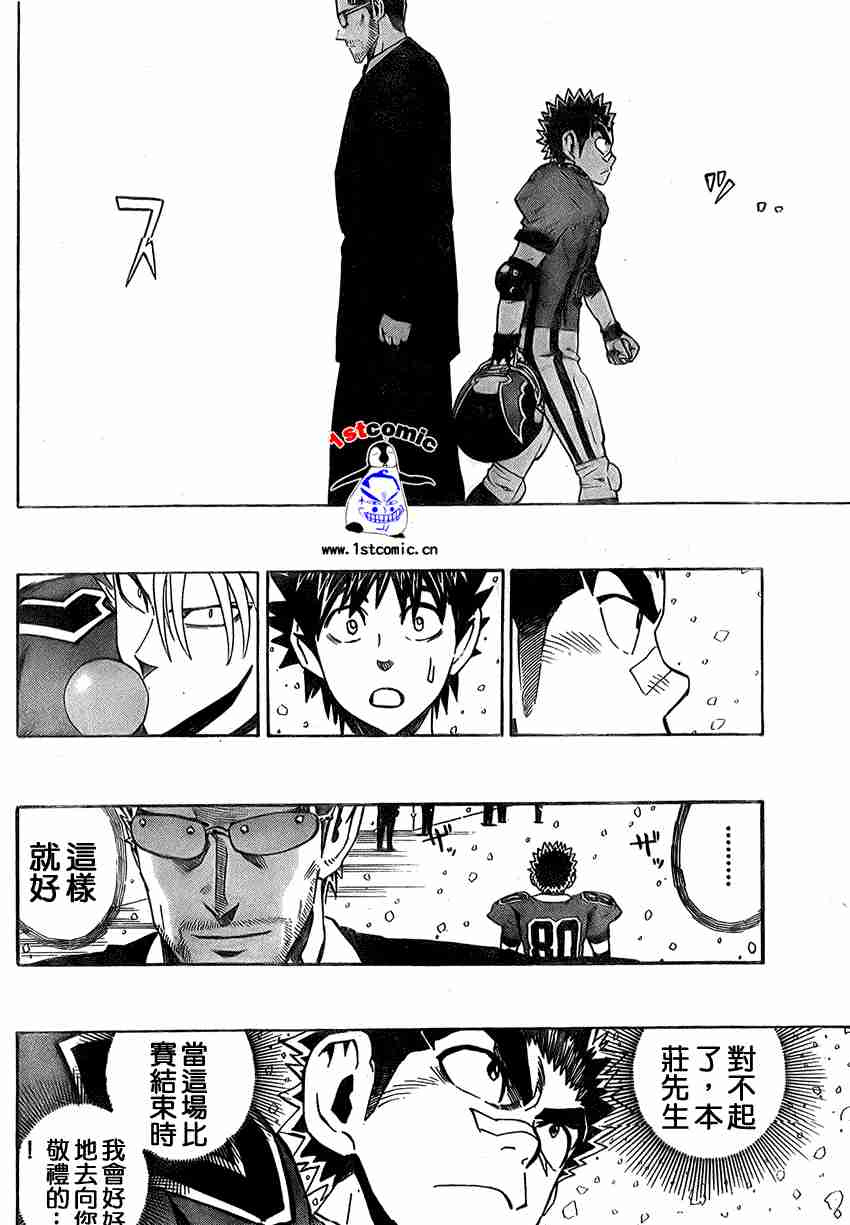 ス
ッ
1stcomic
www.1stcomic.cn
………
ザッ
ザッ
80
這樣
就好
對不起
了，本
莊先生
當這場比
賽結束時
我會好好
地去向您
敬禮的…
！